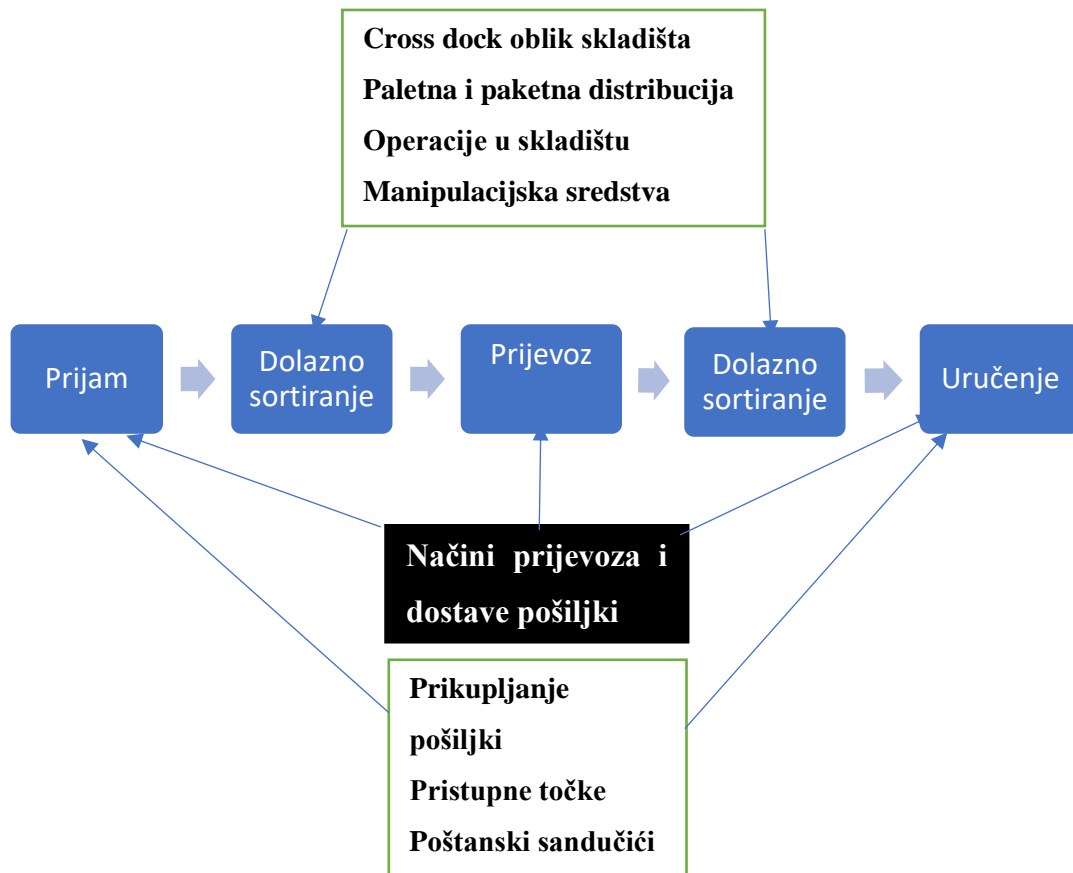 Cross dock oblik skladišta
Paletna i paketna distribucija
Operacije u skladištu
Manipulacijska sredstva
Prijam
Dolazno
sortiranje
Prijevoz
Dolazno
sortiranje
Uručenje
Načini prijevoza i
dostave pošiljki
Prikupljanje
pošiljki
Pristupne točke
Poštanski sandučići